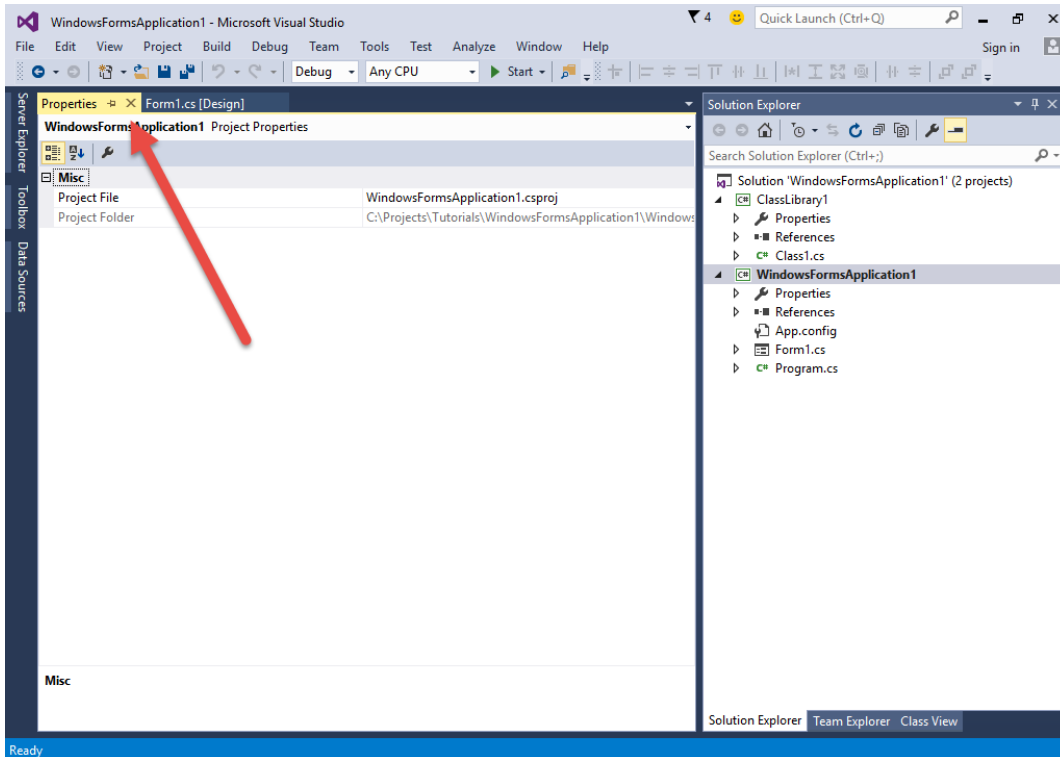 WindowsFormsApplication1 - Microsoft Visual Studio
4
Quick Launch (Ctrl+Q)
File Edit View Project Build Debug Team Tools Test Analyze Window Help
Sign in
Debug Any CPU Start
Server Explorer
Toolbox
Data Sources
Properties Form1.cs [Design]
WindowsFormsApplication1 Project Properties
Misc
Project File WindowsFormsApplication1.csproj
Project Folder C:\Projects\Tutorials\WindowsFormsApplication1\Windows
Misc
Solution Explorer
Search Solution Explorer (Ctrl+;)
Solution 'WindowsFormsApplication1' (2 projects)
C# ClassLibrary1
Properties
References
C# Class1.cs
C# WindowsFormsApplication1
Properties
References
App.config
Form1.cs
C# Program.cs
Solution Explorer Team Explorer Class View
Ready